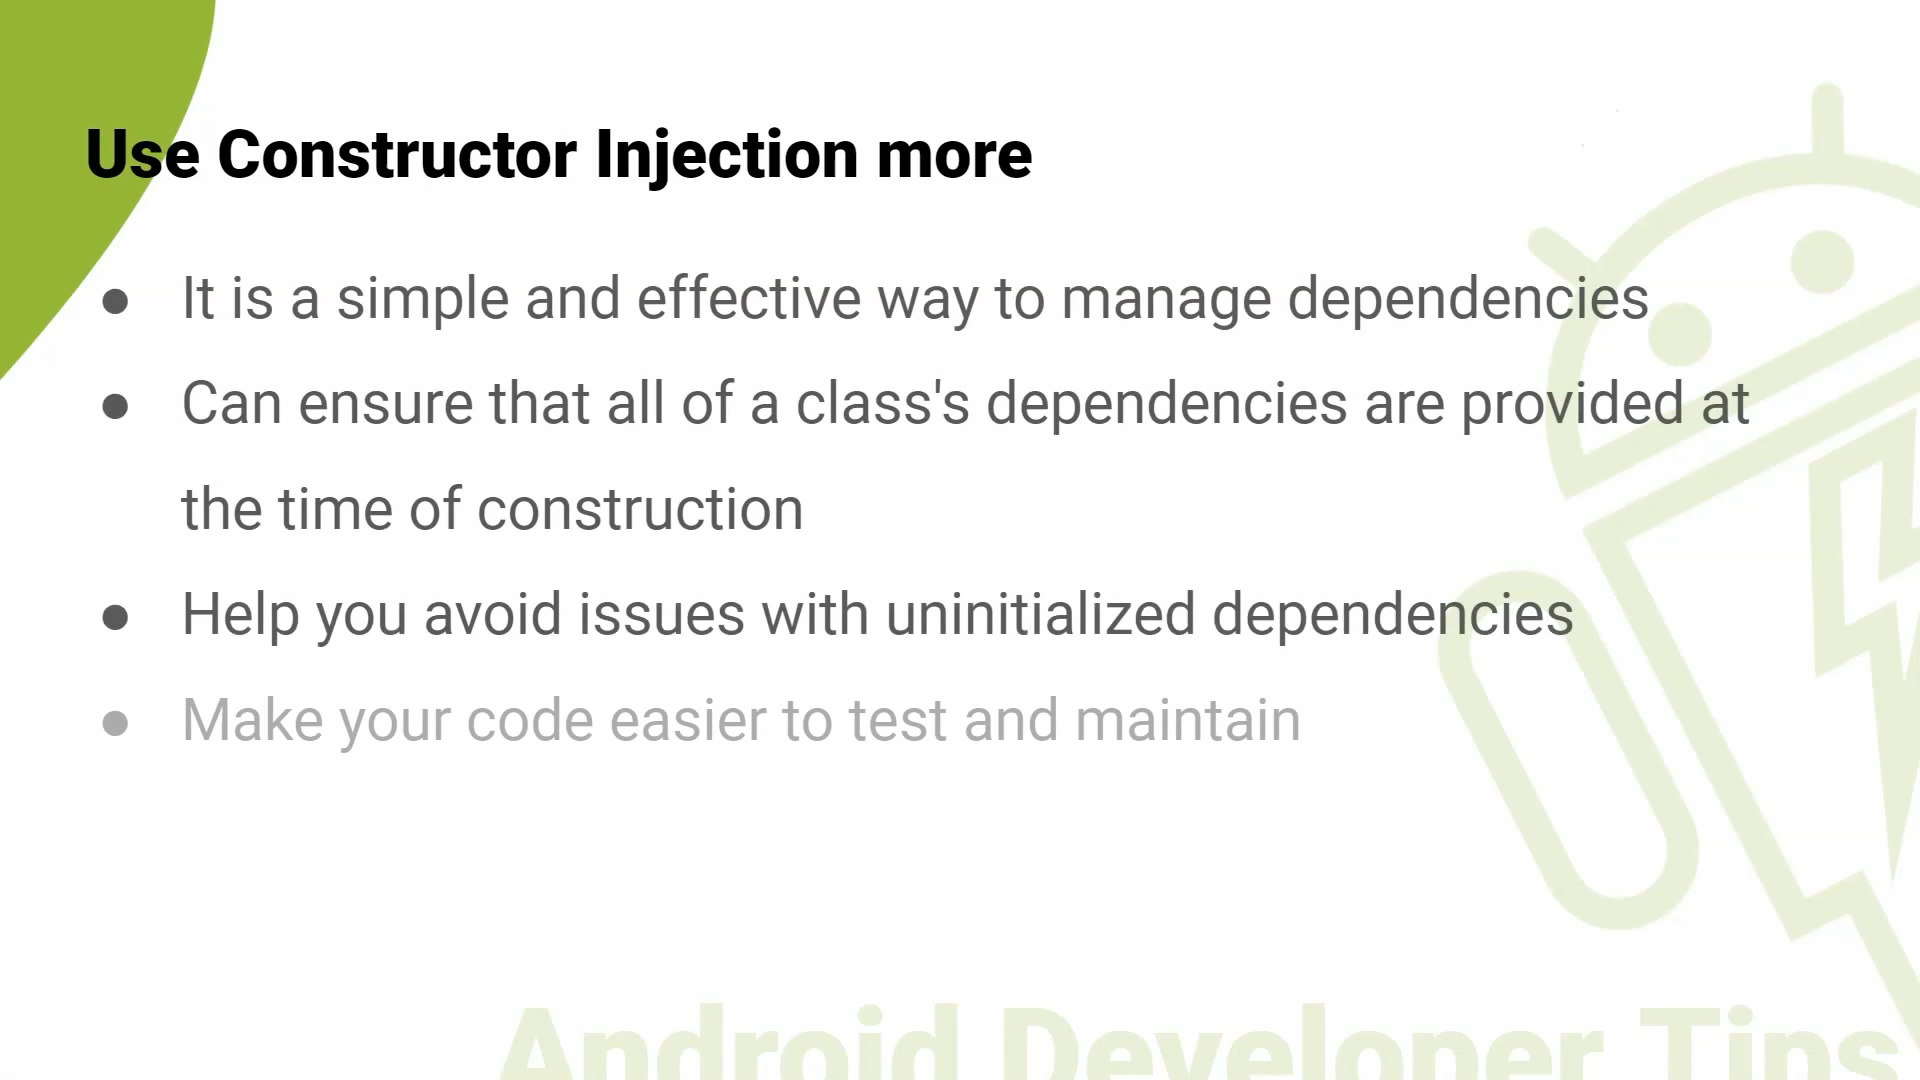 Use Constructor Injection more
● It is a simple and effective way to manage dependencies
● Can ensure that all of a class's dependencies are provided at
the time of construction
● Help you avoid issues with uninitialized dependencies
● Make your code easier to test and maintain
Android Developer Tips